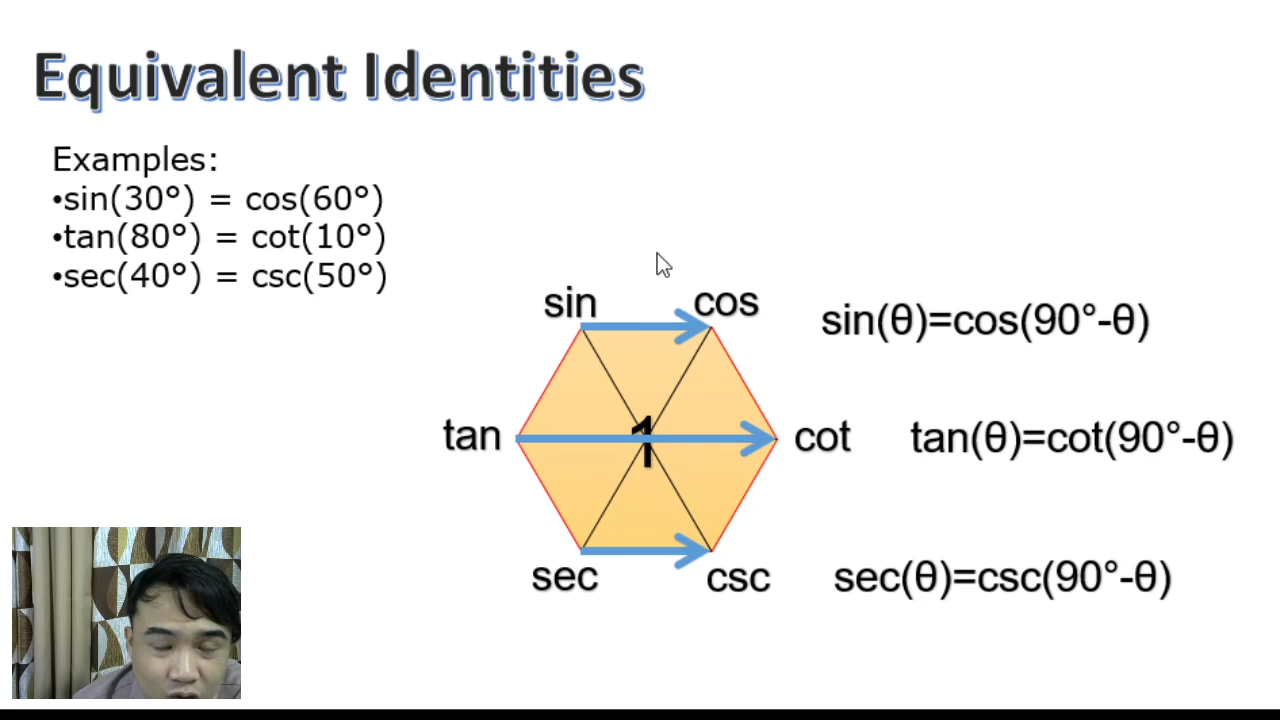 Equivalent Identities
Examples:
•sin(30°) = cos(60°)
•tan(80°) = cot(10°)
•sec(40°) = csc(50°)
sin cos sin(θ)=cos(90°-θ)
tan 1 cot tan(θ)=cot(90°-θ)
sec csc sec(θ)=csc(90°-θ)